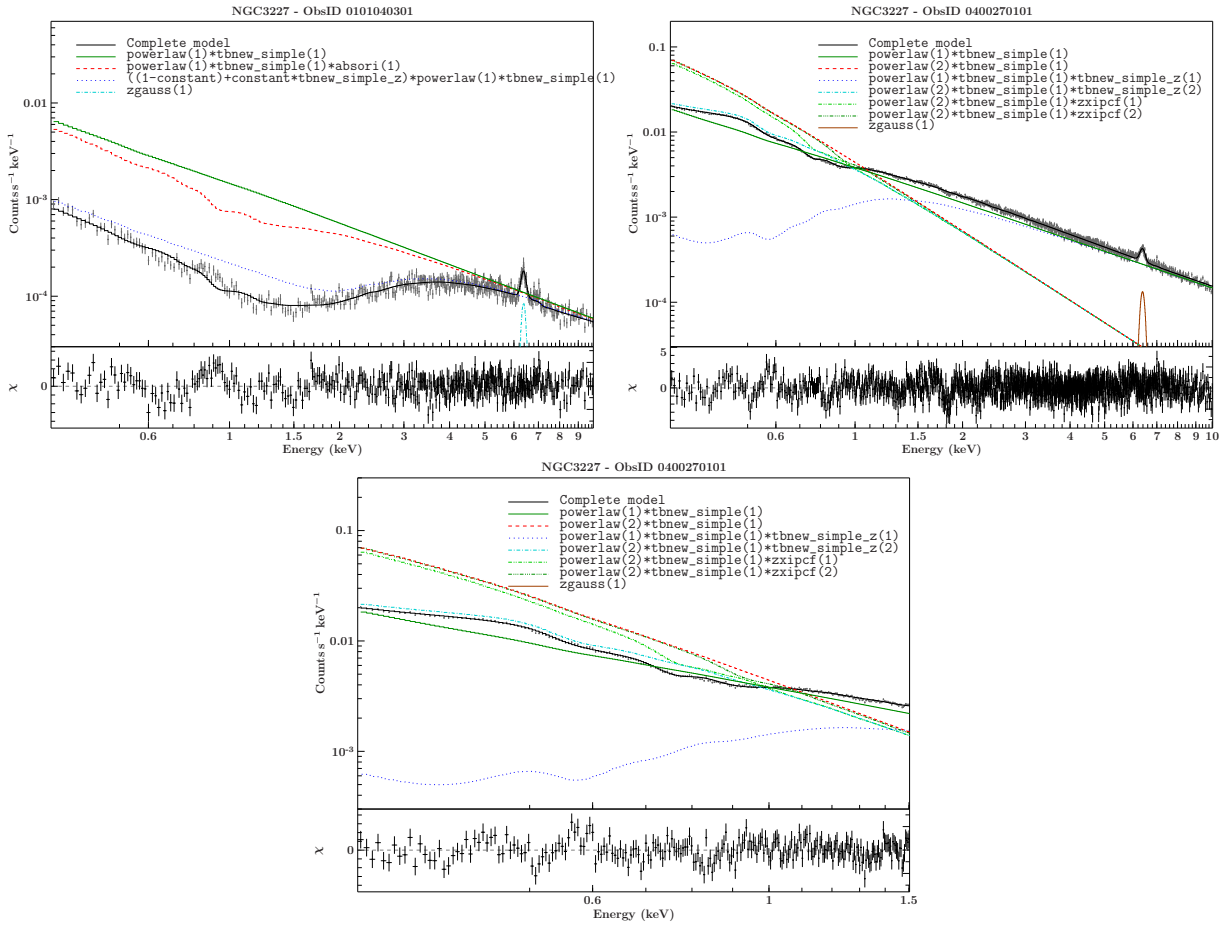 NGC3227 - ObsID 0101040301
Complete model
powerlaw(1)*tbnew_simple(1)
powerlaw(1)*tbnew_simple(1)*absori(1)
((1-constant)+constant*tbnew_simple_z)*powerlaw(1)*tbnew_simple(1)
zgauss(1)
Counts s⁻¹ keV⁻¹
0.01
10⁻³
10⁻⁴
χ
0
0.6 1 1.5 2 3 4 5 6 7 8 9
Energy (keV)
NGC3227 - ObsID 0400270101
Complete model
powerlaw(1)*tbnew_simple(1)
powerlaw(2)*tbnew_simple(1)
powerlaw(1)*tbnew_simple(1)*tbnew_simple_z(1)
powerlaw(2)*tbnew_simple(1)*tbnew_simple_z(2)
powerlaw(2)*tbnew_simple(1)*zxipcf(1)
powerlaw(2)*tbnew_simple(1)*zxipcf(2)
zgauss(1)
Counts s⁻¹ keV⁻¹
0.1
0.01
10⁻³
10⁻⁴
χ
5
0
-5
0.6 1 1.5 2 3 4 5 6 7 8 9 10
Energy (keV)
NGC3227 - ObsID 0400270101
Complete model
powerlaw(1)*tbnew_simple(1)
powerlaw(2)*tbnew_simple(1)
powerlaw(1)*tbnew_simple(1)*tbnew_simple_z(1)
powerlaw(2)*tbnew_simple(1)*tbnew_simple_z(2)
powerlaw(2)*tbnew_simple(1)*zxipcf(1)
powerlaw(2)*tbnew_simple(1)*zxipcf(2)
zgauss(1)
Counts s⁻¹ keV⁻¹
0.1
0.01
10⁻³
χ
0
0.6 1 1.5
Energy (keV)